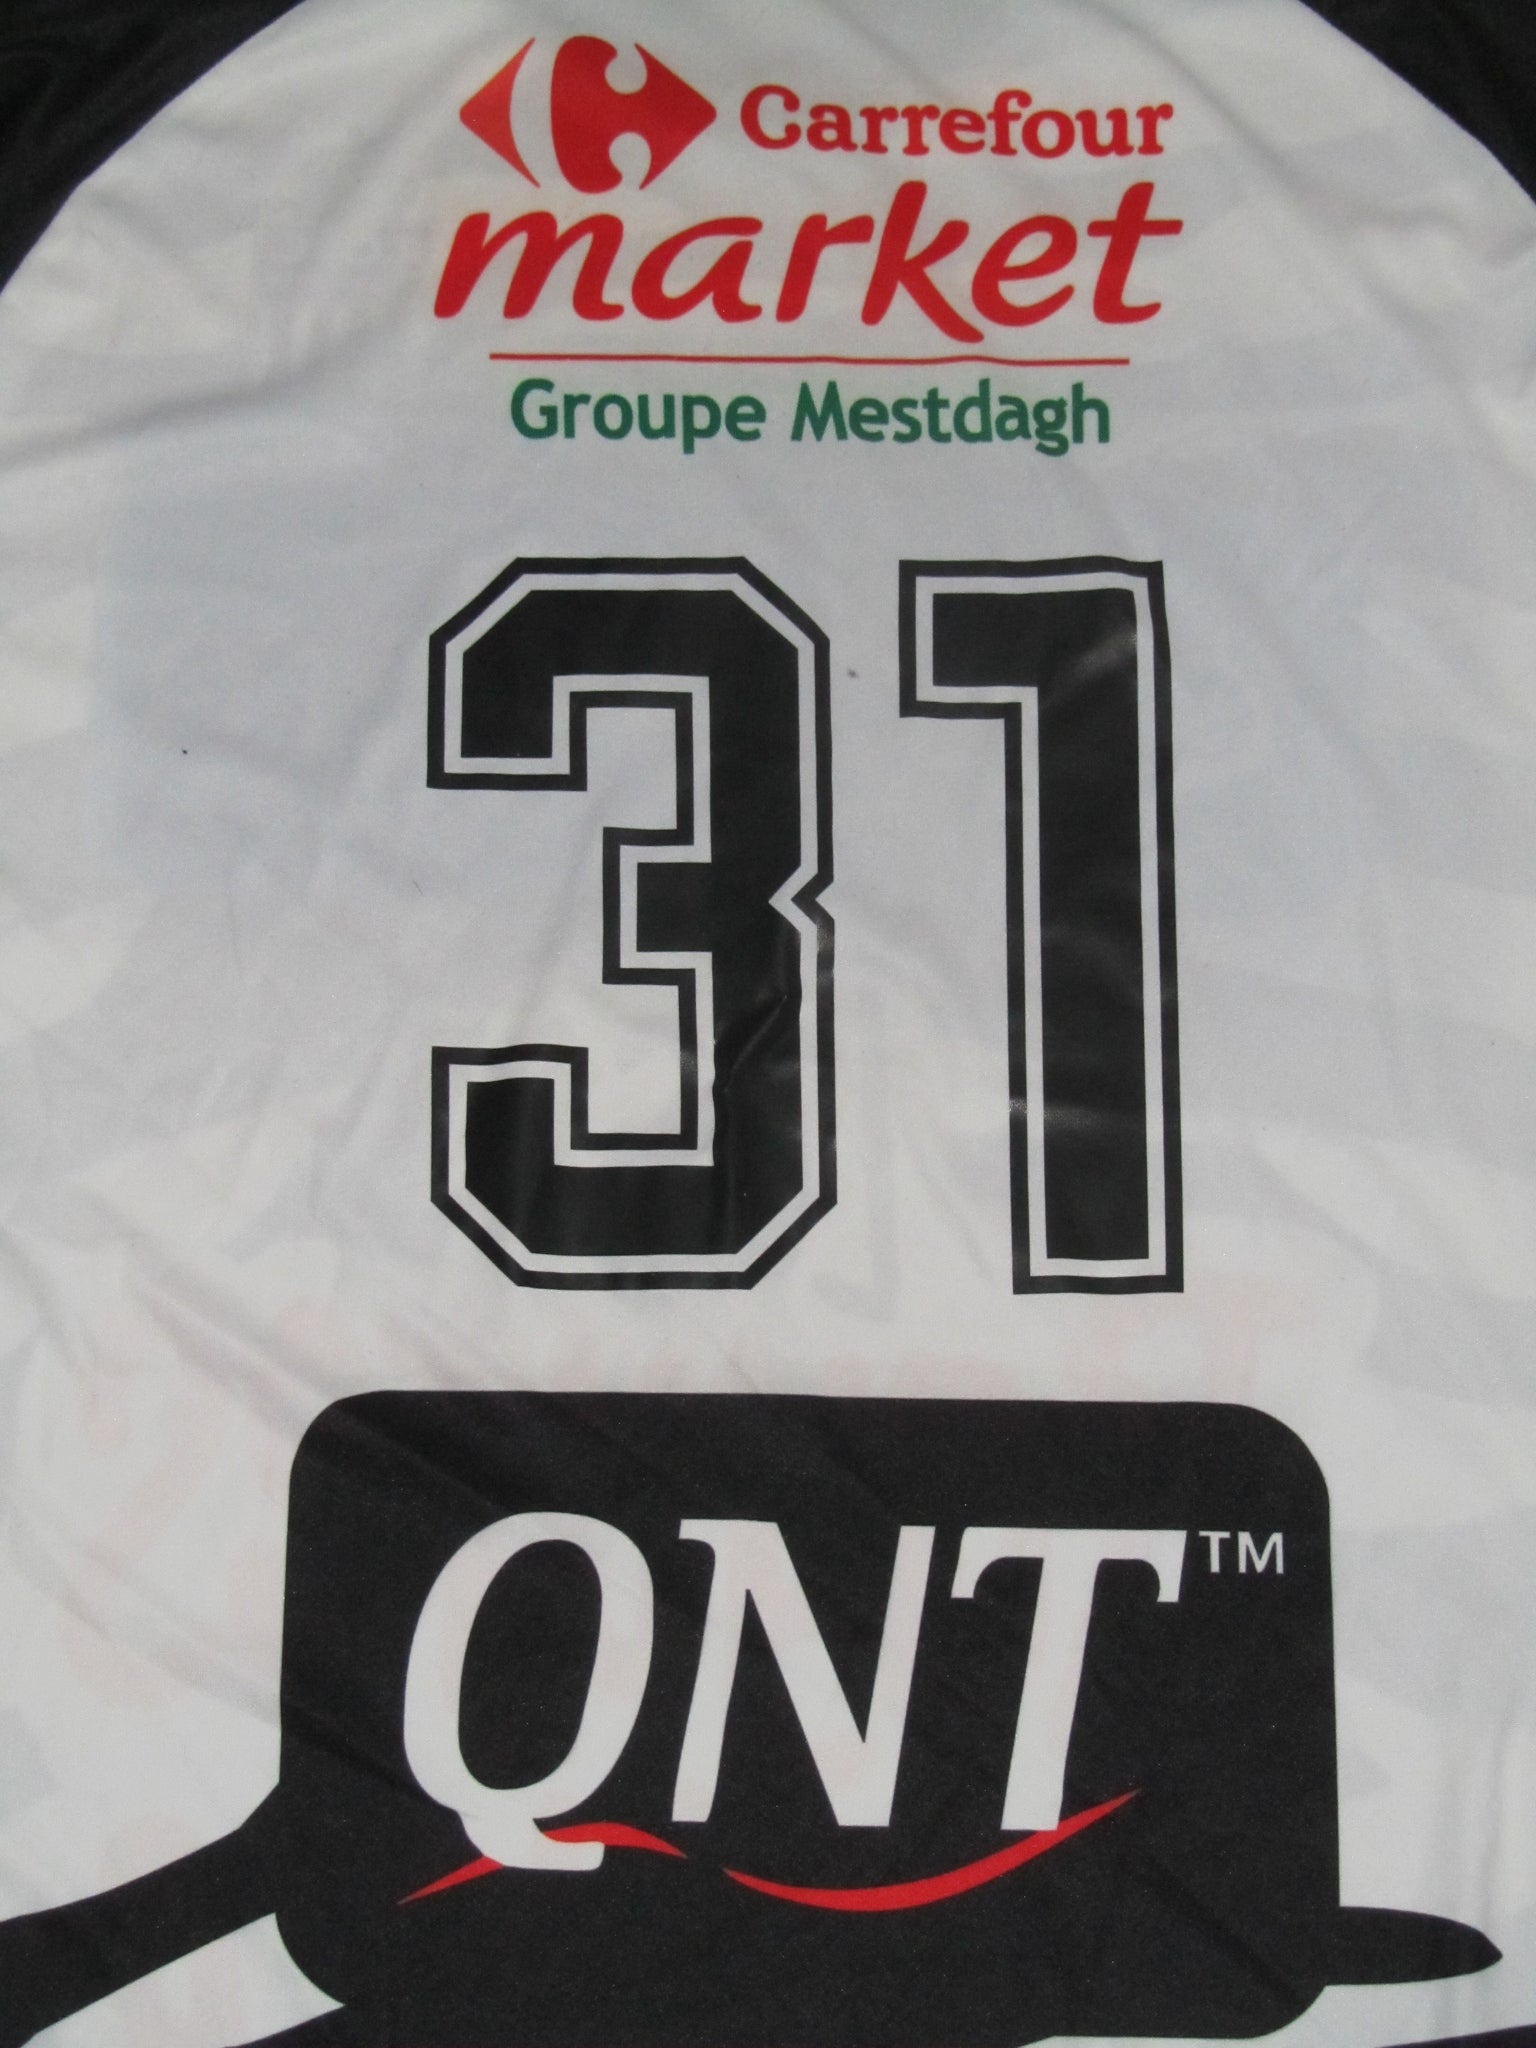 Carrefour
market
Groupe Mestdagh
31
QNT™